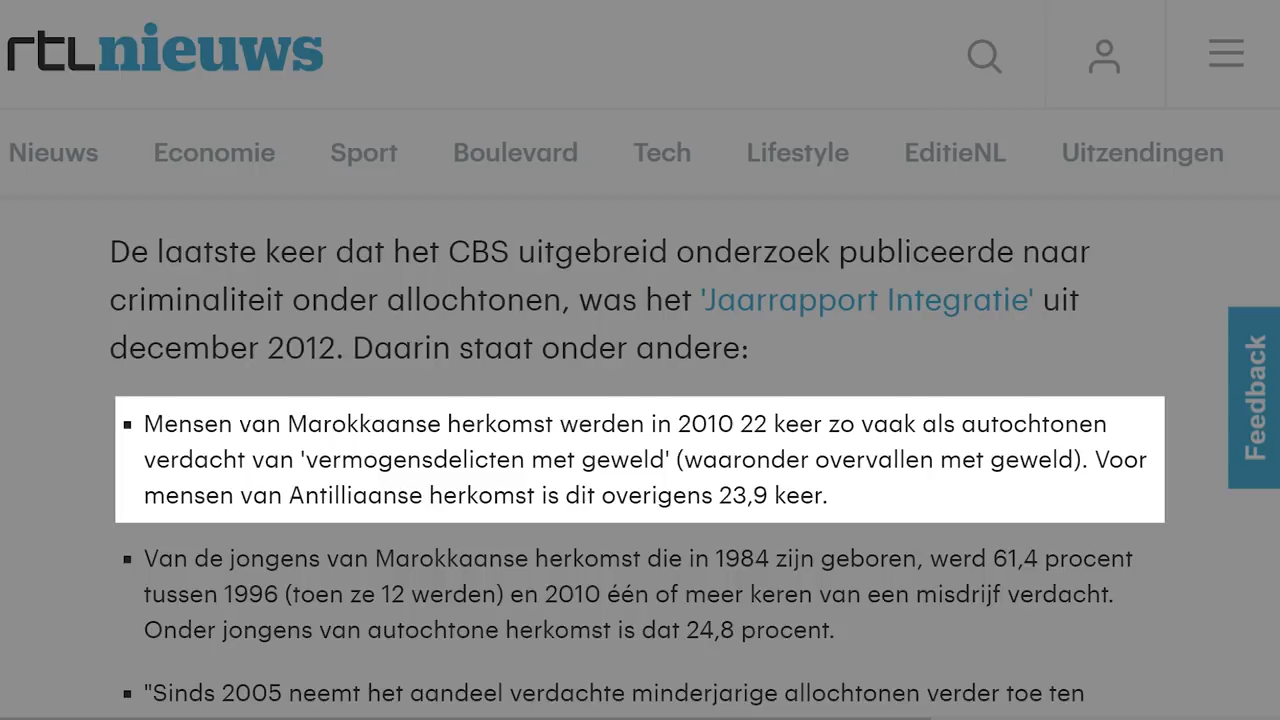 rtlnieuws
Nieuws Economie Sport Boulevard Tech Lifestyle EditieNL Uitzendingen
De laatste keer dat het CBS uitgebreid onderzoek publiceerde naar
criminaliteit onder allochtonen, was het 'Jaarrapport Integratie' uit
december 2012. Daarin staat onder andere:
▪ Mensen van Marokkaanse herkomst werden in 2010 22 keer zo vaak als autochtonen
verdacht van 'vermogensdelicten met geweld' (waaronder overvallen met geweld). Voor
mensen van Antilliaanse herkomst is dit overigens 23,9 keer.
▪ Van de jongens van Marokkaanse herkomst die in 1984 zijn geboren, werd 61,4 procent
tussen 1996 (toen ze 12 werden) en 2010 één of meer keren van een misdrijf verdacht.
Onder jongens van autochtone herkomst is dat 24,8 procent.
▪ "Sinds 2005 neemt het aandeel verdachte minderjarige allochtonen verder toe ten
Feedback